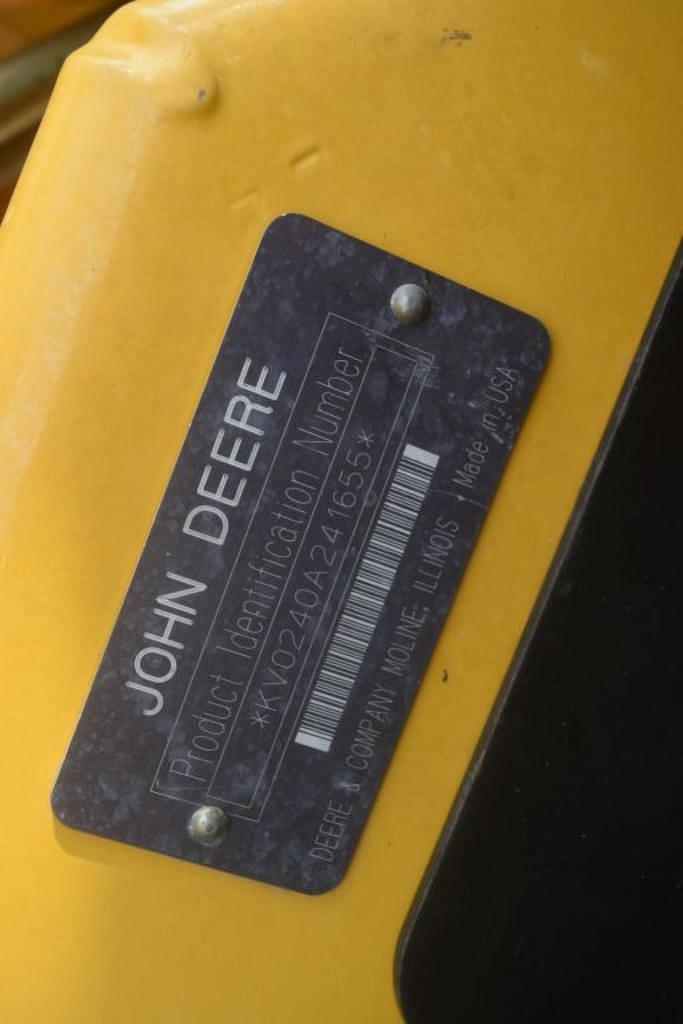 JOHN DEERE
Product Identification Number
*KV0240A241655*
DEERE & COMPANY MOLINE, ILLINOIS Made in USA